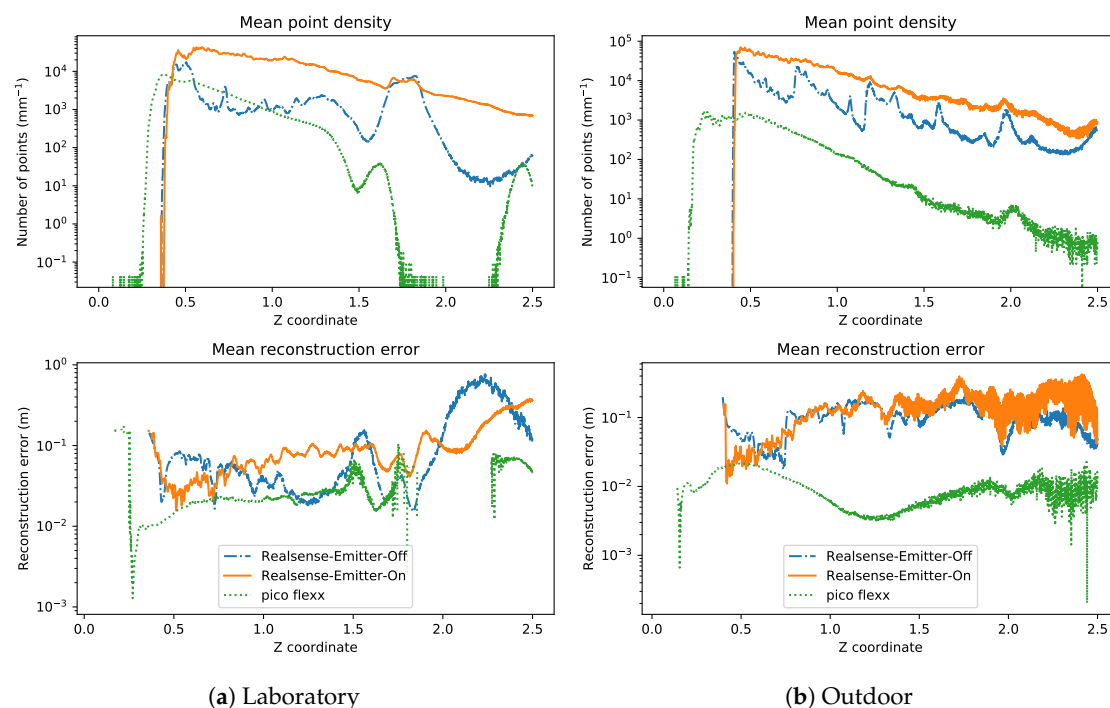 Mean point density
Number of points (mm⁻¹)
10⁴
10³
10²
10¹
10⁰
10⁻¹
0.0 0.5 1.0 1.5 2.0 2.5
Z coordinate
Mean point density
Number of points (mm⁻¹)
10⁵
10⁴
10³
10²
10¹
10⁰
10⁻¹
0.0 0.5 1.0 1.5 2.0 2.5
Z coordinate
Mean reconstruction error
Reconstruction error (m)
10⁰
10⁻¹
10⁻²
10⁻³
Realsense-Emitter-Off
Realsense-Emitter-On
pico flexx
0.0 0.5 1.0 1.5 2.0 2.5
Z coordinate
Mean reconstruction error
Reconstruction error (m)
10⁻¹
10⁻²
10⁻³
Realsense-Emitter-Off
Realsense-Emitter-On
pico flexx
0.0 0.5 1.0 1.5 2.0 2.5
Z coordinate
(a) Laboratory
(b) Outdoor